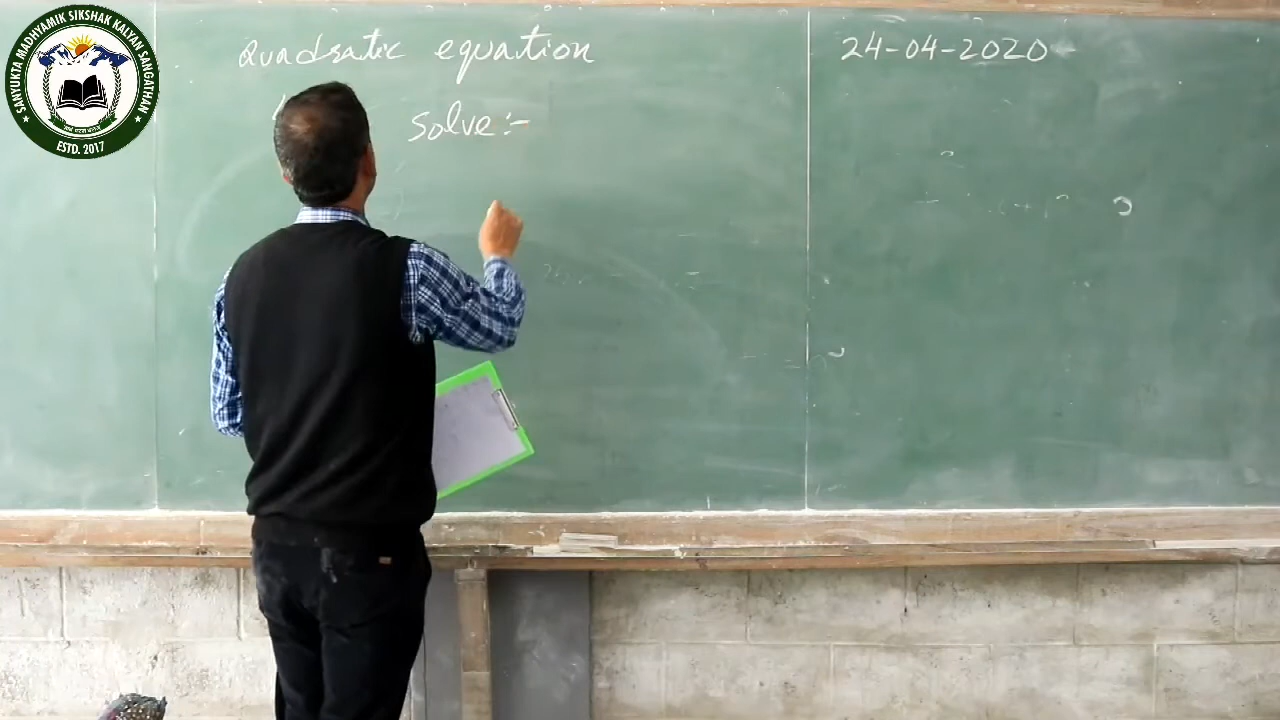 SANYUKTA MADHYAMIK SIKSHAK KALYAN SANGATHAN
ESTD. 2017
Quadratic equation
24-04-2020
Solve:-